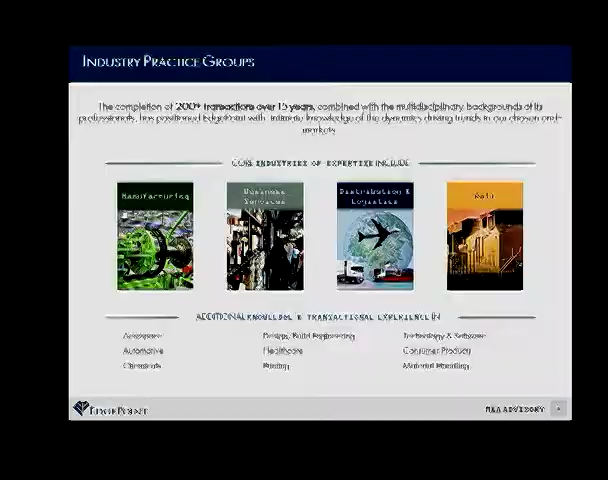 INDUSTRY PRACTICE GROUPS
The completion of 200+ transactions over 15 years, combined with the multidisciplinary backgrounds of its
professionals, has positioned EdgePoint with intimate knowledge of the dynamics driving trends in our chosen end-
markets.
CORE INDUSTRIES OF EXPERTISE INCLUDE
Manufacturing
Business
Services
Distribution &
Logistics
ADDITIONAL KNOWLEDGE & TRANSACTIONAL EXPERIENCE IN
Aerospace
Design, Build Engineering
Technology & Software
Automotive
Healthcare
Consumer Products
Chemicals
Material Handling
EDGEPOINT
M&A ADVISORY